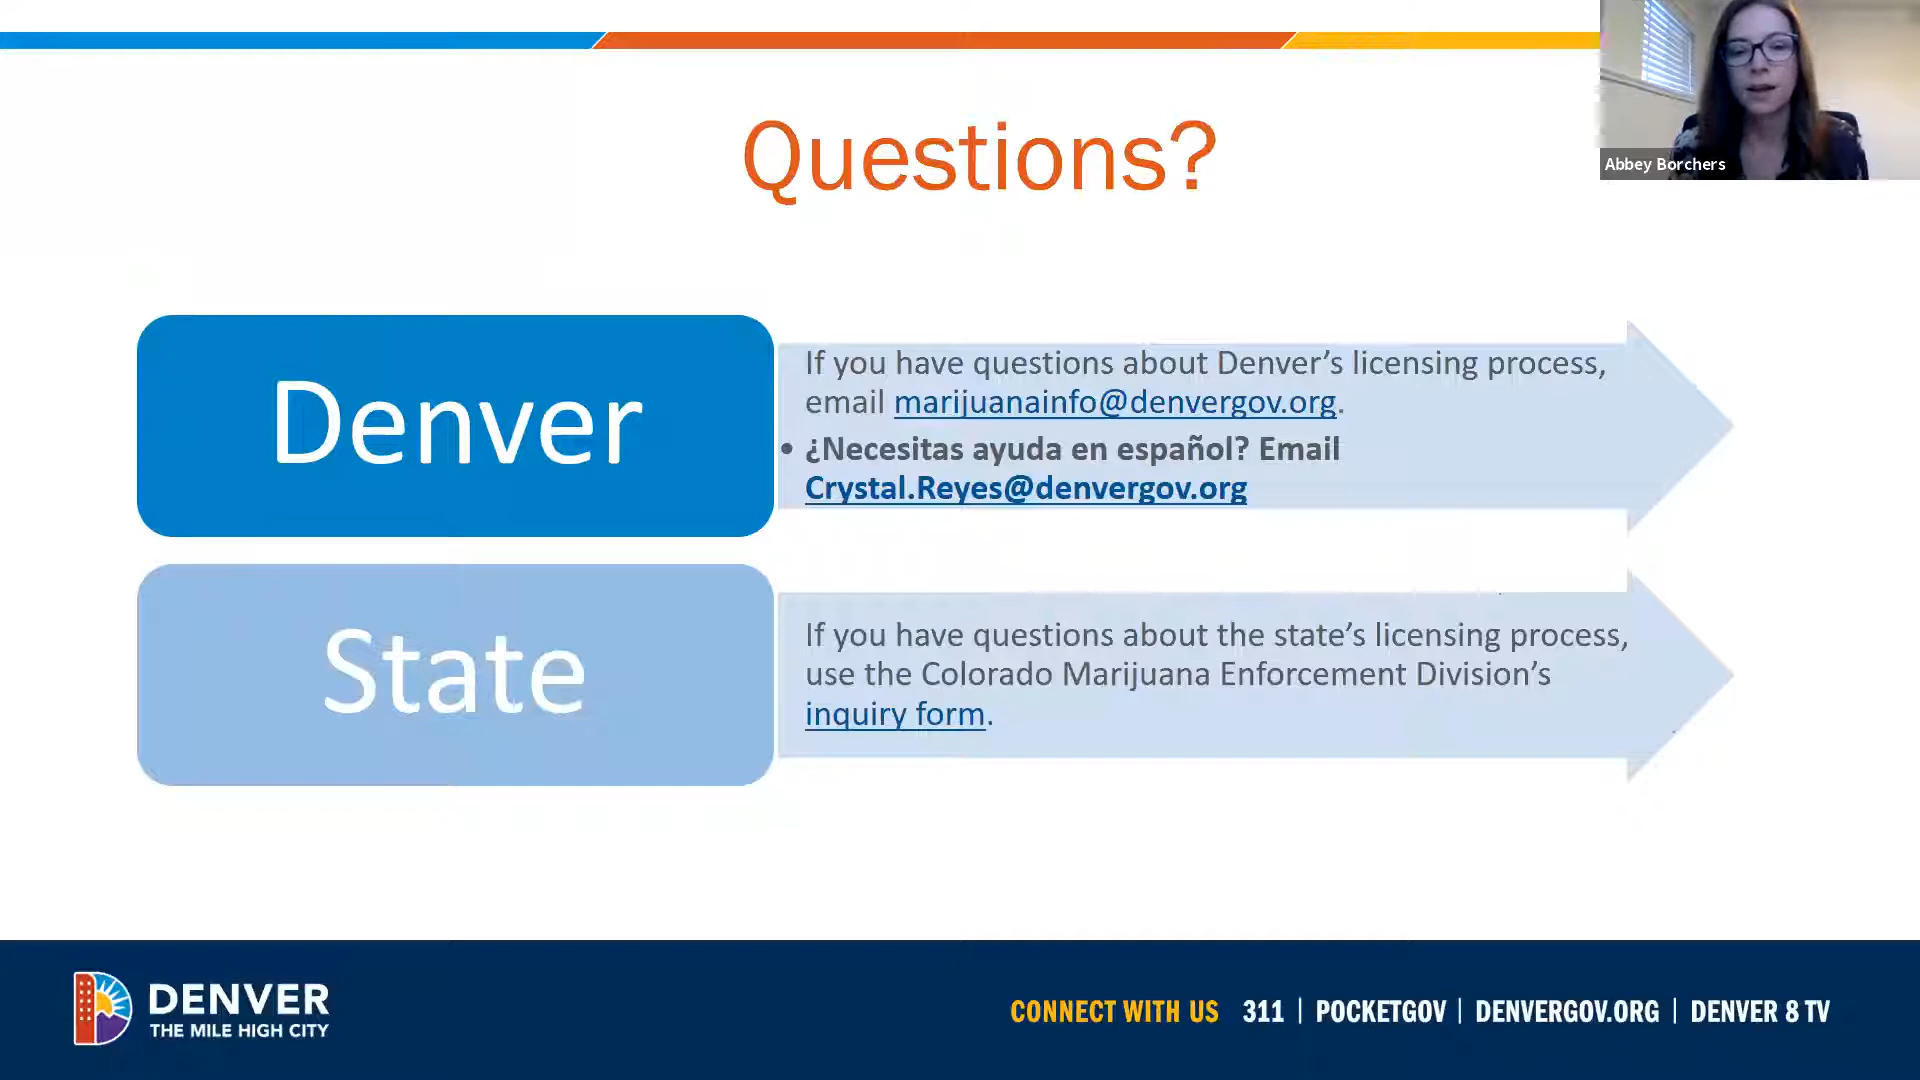 Questions?
Abbey Borchers
Denver
If you have questions about Denver’s licensing process,
email marijuanainfo@denvergov.org.
• ¿Necesitas ayuda en español? Email
Crystal.Reyes@denvergov.org
State
If you have questions about the state’s licensing process,
use the Colorado Marijuana Enforcement Division’s
inquiry form.
DENVER
THE MILE HIGH CITY
CONNECT WITH US 311 | POCKETGOV | DENVERGOV.ORG | DENVER 8 TV